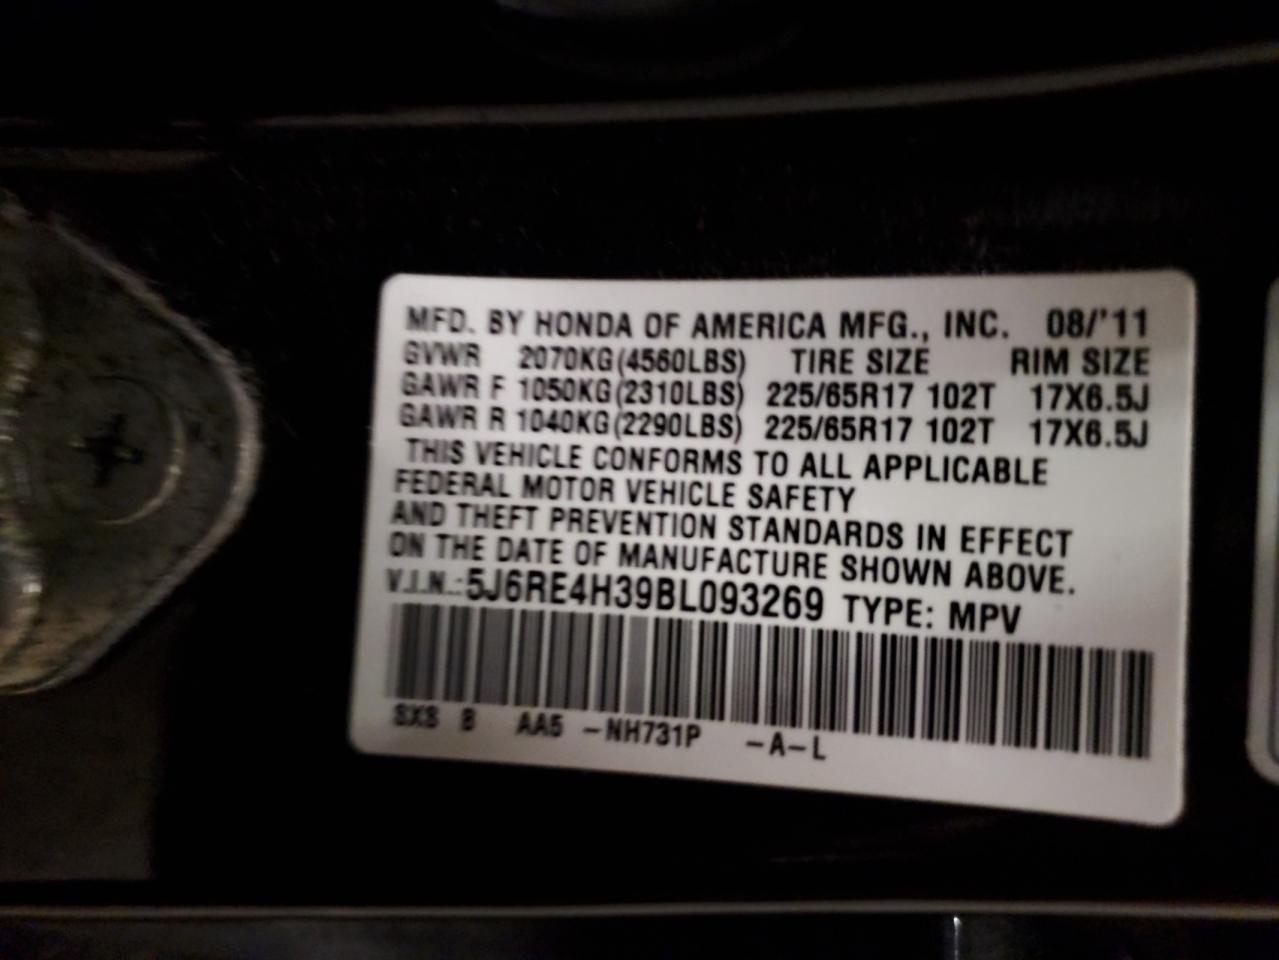 MFD. BY HONDA OF AMERICA MFG., INC. 08/'11
GVWR 2070KG(4560LBS) TIRE SIZE RIM SIZE
GAWR F 1050KG(2310LBS) 225/65R17 102T 17X6.5J
GAWR R 1040KG(2290LBS) 225/65R17 102T 17X6.5J
THIS VEHICLE CONFORMS TO ALL APPLICABLE
FEDERAL MOTOR VEHICLE SAFETY
AND THEFT PREVENTION STANDARDS IN EFFECT
ON THE DATE OF MANUFACTURE SHOWN ABOVE.
V.I.N.: 5J6RE4H39BL093269 TYPE: MPV
SXS B AA5 -NH731P -A-L